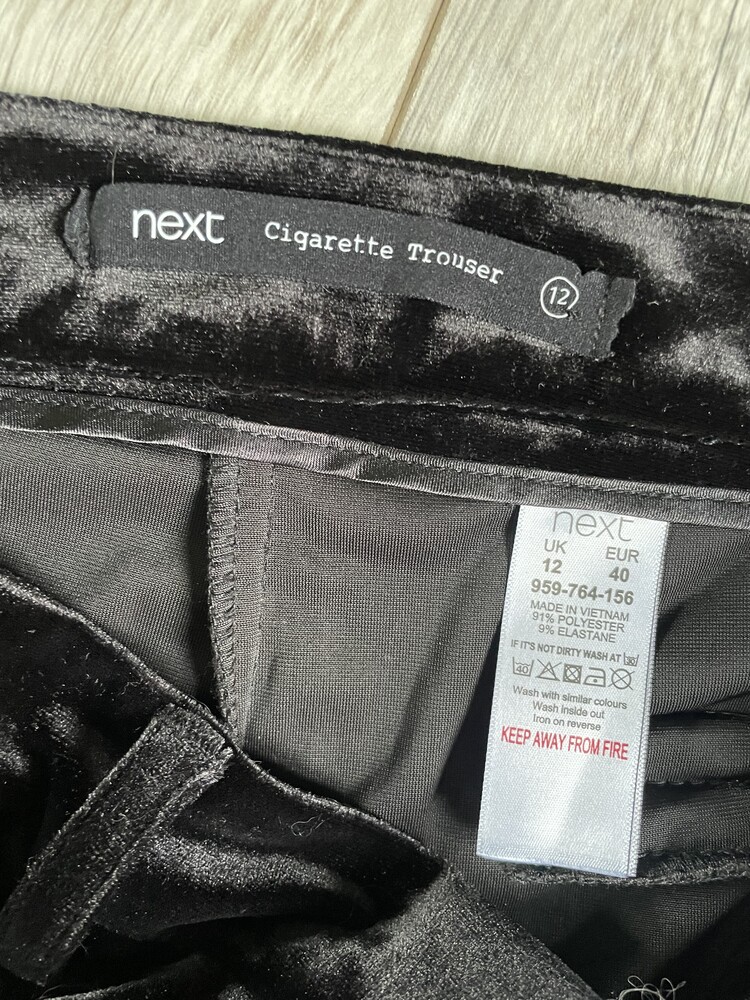 next Cigarette Trouser 12
next
UK EUR
12 40
959-764-156
MADE IN VIETNAM
91% POLYESTER
9% ELASTANE
IF IT'S NOT DIRTY WASH AT 30
40
Wash with similar colours
Wash inside out
Iron on reverse
KEEP AWAY FROM FIRE